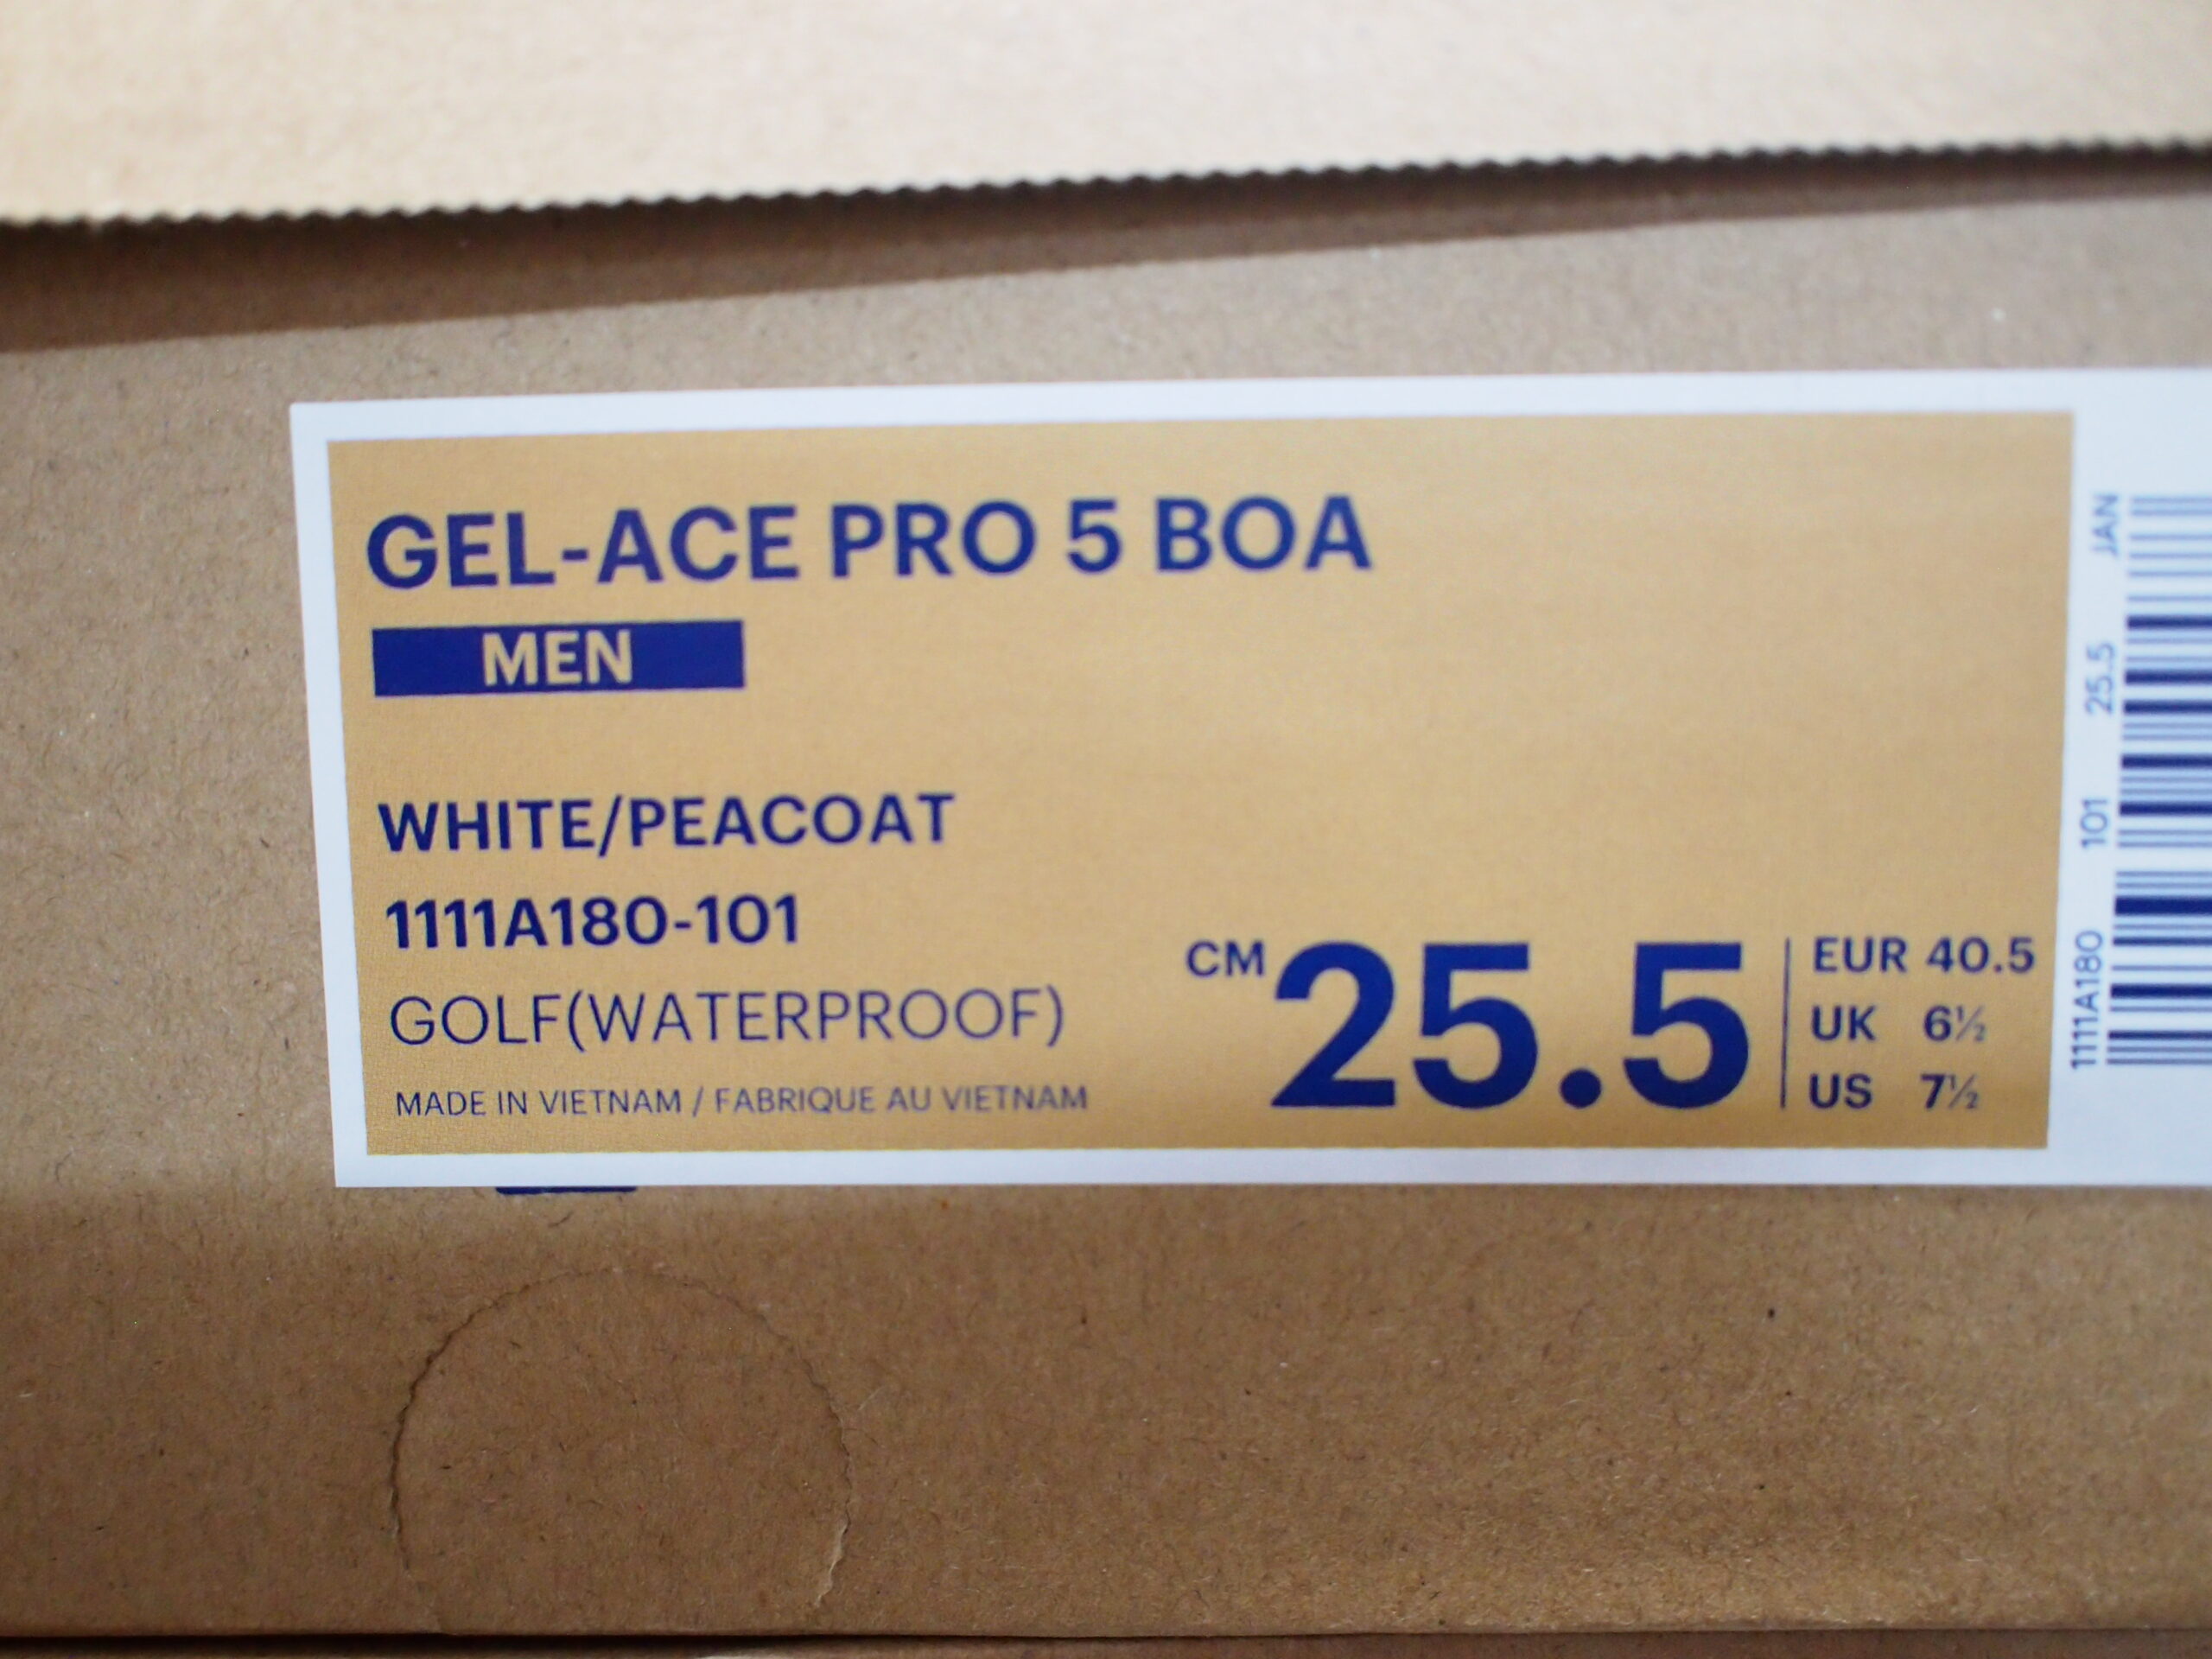 GEL-ACE PRO 5 BOA
MEN
WHITE/PEACOAT
1111A180-101
GOLF(WATERPROOF)
MADE IN VIETNAM / FABRIQUE AU VIETNAM
CM 25.5
EUR 40.5
UK 6½
US 7½
1111A180 101 25.5 JAN